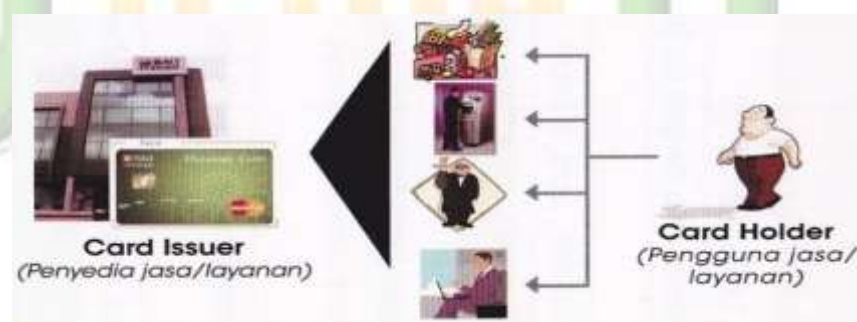 Card Issuer
(Penyedia jasa/layanan)
Card Holder
(Pengguna jasa/
layanan)